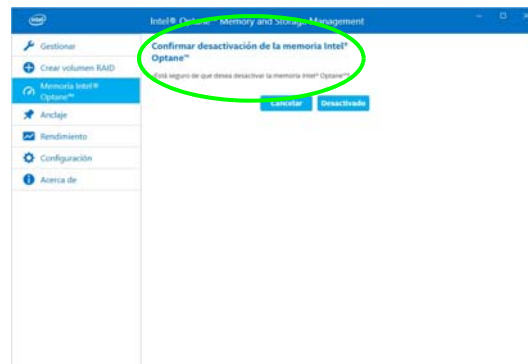 intel
Intel® Optane™ Memory and Storage Management
Gestionar
Crear volumen RAID
Memoria Intel®
Optane™
Anclaje
Rendimiento
Configuración
Acerca de
Confirmar desactivación de la memoria Intel®
Optane™
¿Está seguro de que desea desactivar la memoria Intel® Optane™?
Cancelar Desactivado